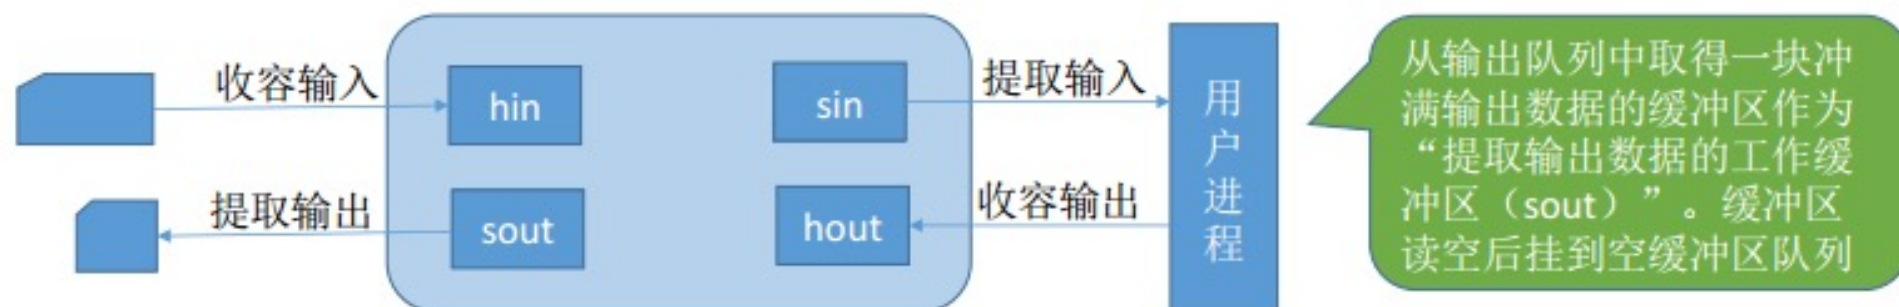 收容输入
hin
sin
提取输入
提取输出
sout
hout
收容输出
用
户
进
程
从输出队列中取得一块冲
满输出数据的缓冲区作为
“提取输出数据的工作缓
冲区（sout）”。缓冲区
读空后挂到空缓冲区队列